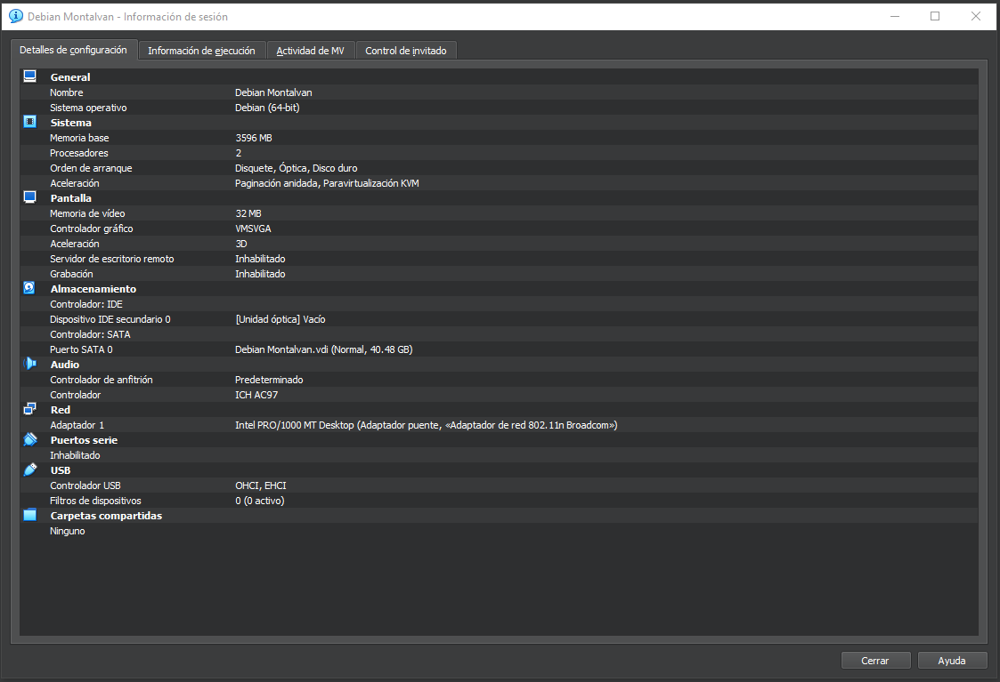 Debian Montalvan - Información de sesión
Detalles de configuración Información de ejecución Actividad de MV Control de invitado
General
Nombre Debian Montalvan
Sistema operativo Debian (64-bit)
Sistema
Memoria base 3596 MB
Procesadores 2
Orden de arranque Disquete, Óptica, Disco duro
Aceleración Paginación anidada, Paravirtualización KVM
Pantalla
Memoria de vídeo 32 MB
Controlador gráfico VMSVGA
Aceleración 3D
Servidor de escritorio remoto Inhabilitado
Grabación Inhabilitado
Almacenamiento
Controlador: IDE
Dispositivo IDE secundario 0 [Unidad óptica] Vacío
Controlador: SATA
Puerto SATA 0 Debian Montalvan.vdi (Normal, 40.48 GB)
Audio
Controlador de anfitrión Predeterminado
Controlador ICH AC97
Red
Adaptador 1 Intel PRO/1000 MT Desktop (Adaptador puente, «Adaptador de red 802.11n Broadcom»)
Puertos serie
Inhabilitado
USB
Controlador USB OHCI, EHCI
Filtros de dispositivos 0 (0 activo)
Carpetas compartidas
Ninguno
Cerrar Ayuda